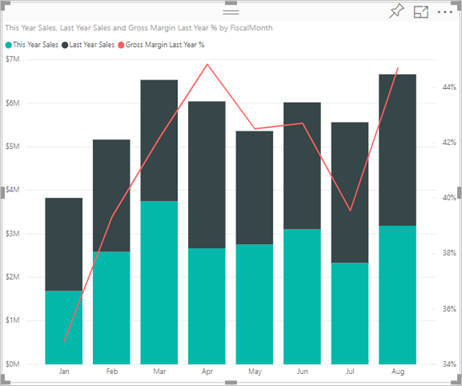 This Year Sales, Last Year Sales and Gross Margin Last Year % by FiscalMonth
This Year Sales Last Year Sales Gross Margin Last Year %
$7M
$6M 44%
$5M 42%
$4M 40%
$3M
$2M 38%
$1M 36%
$0M 34%
Jan Feb Mar Apr May Jun Jul Aug